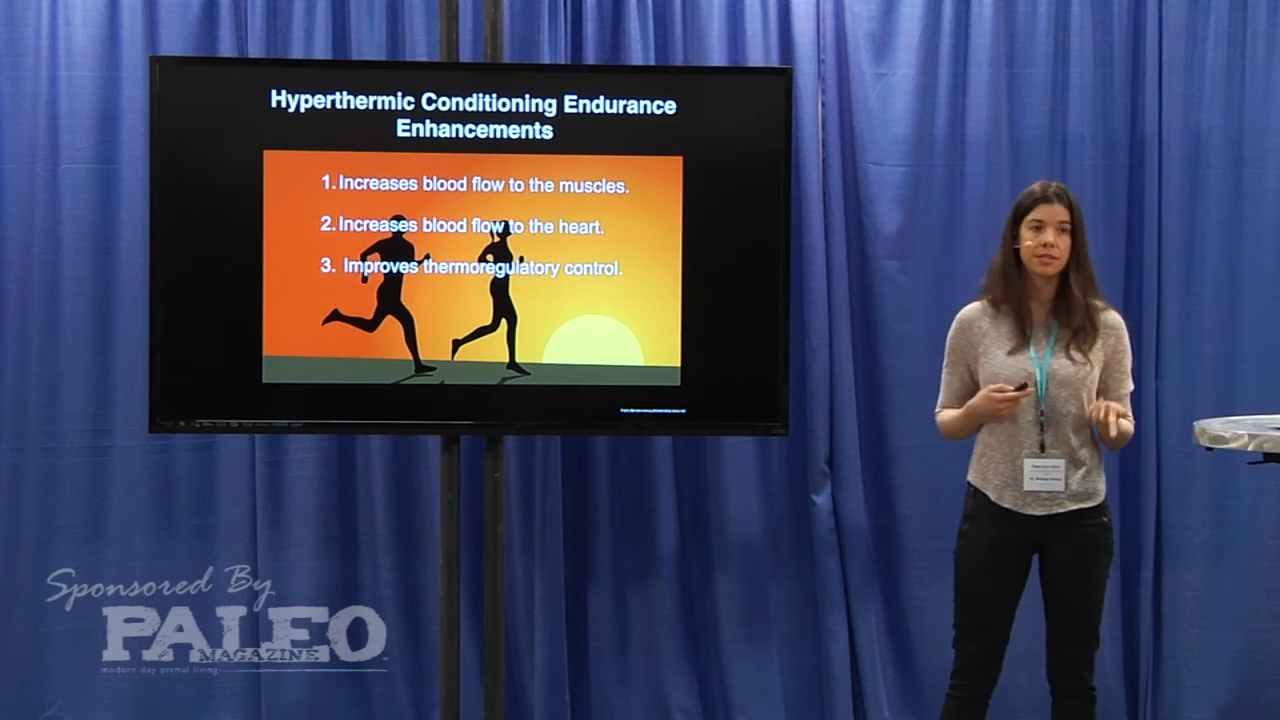 Hyperthermic Conditioning Endurance
Enhancements
1. Increases blood flow to the muscles.
2. Increases blood flow to the heart.
3. Improves thermoregulatory control.
Sponsored By
PALEO
MAGAZINE
modern day primal living